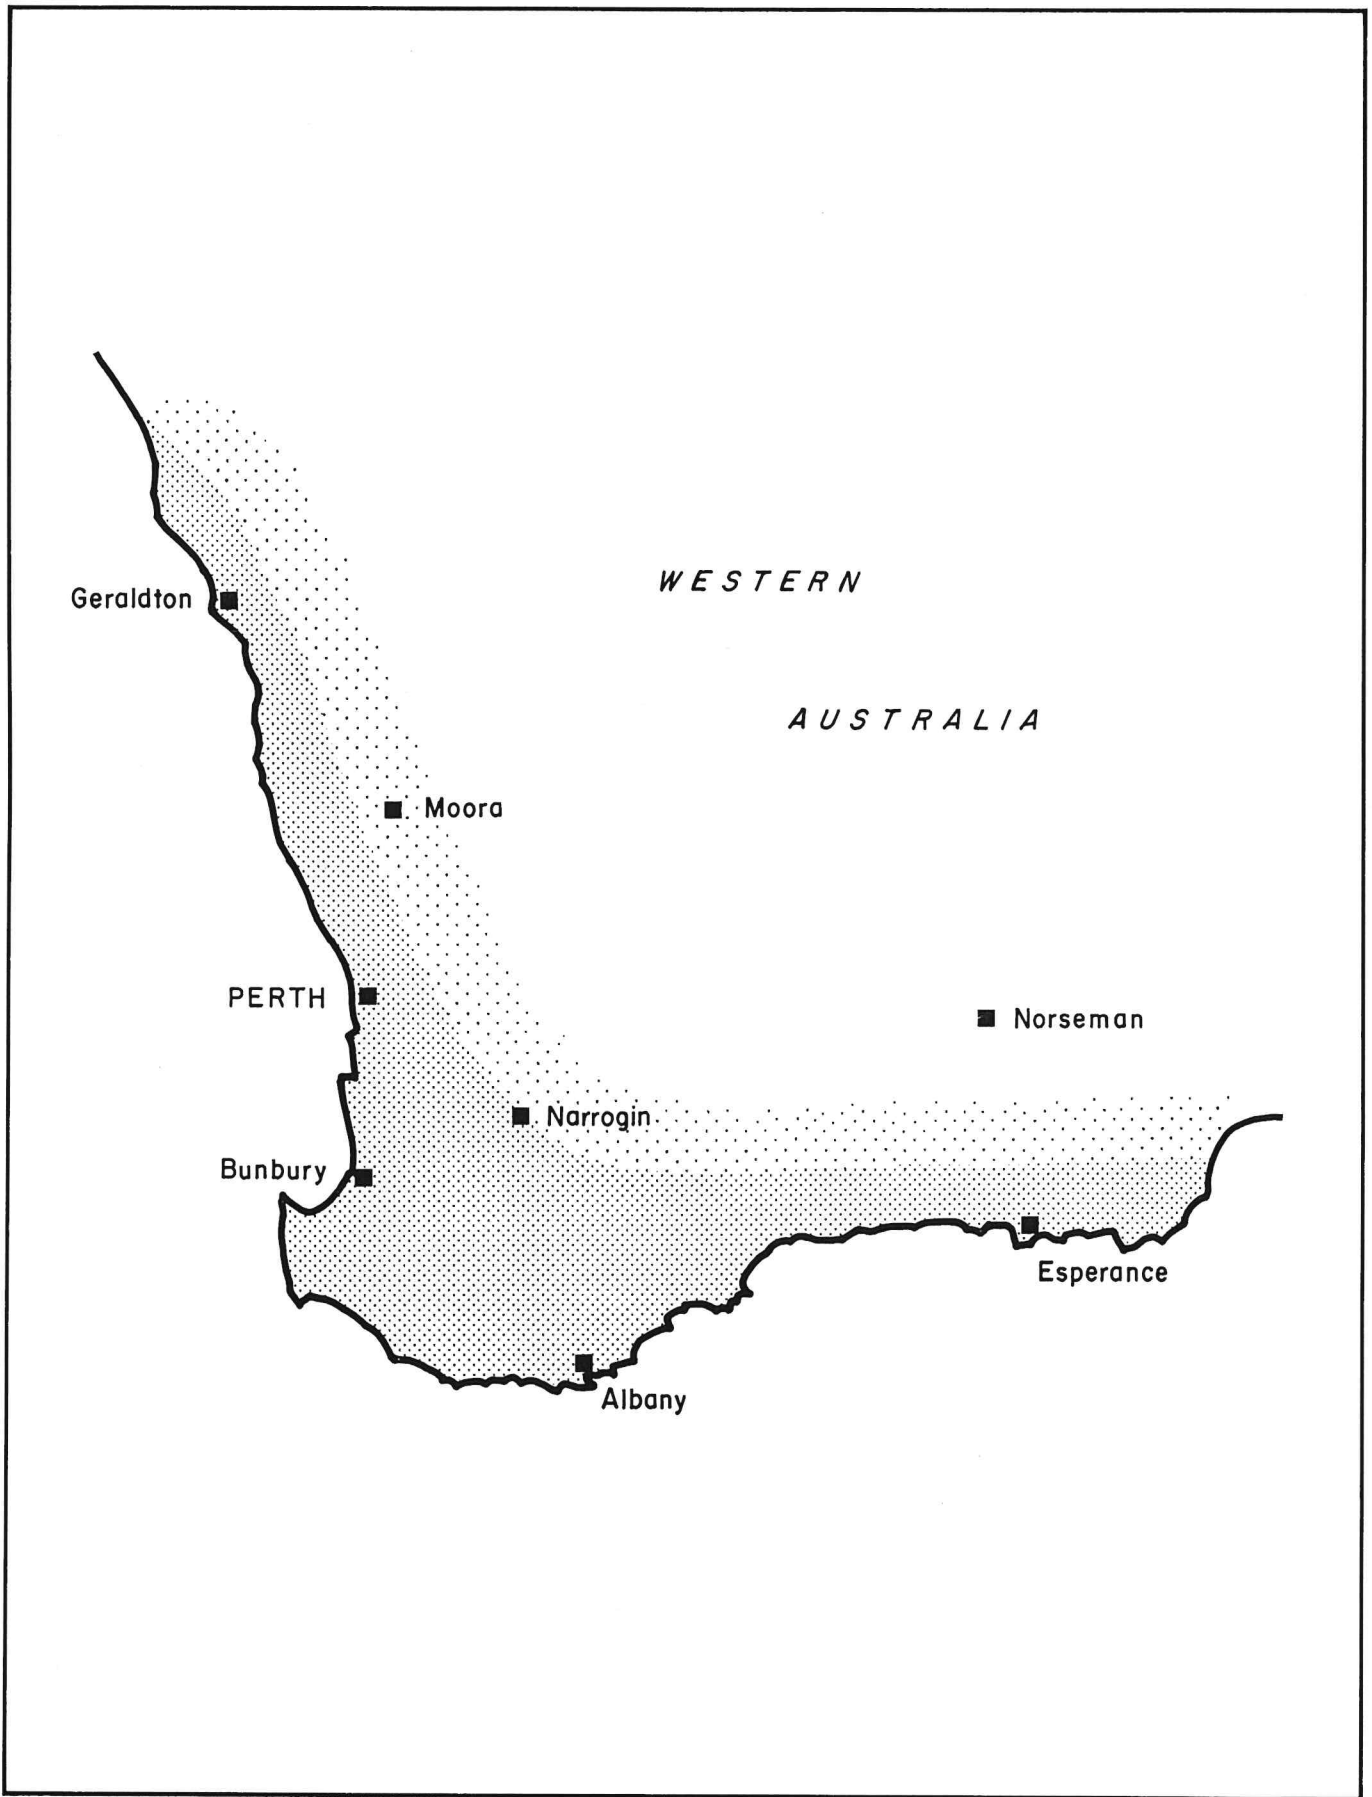 WESTERN
Geraldton
AUSTRALIA
Moora
PERTH
Norseman
Narrogin
Bunbury
Esperance
Albany